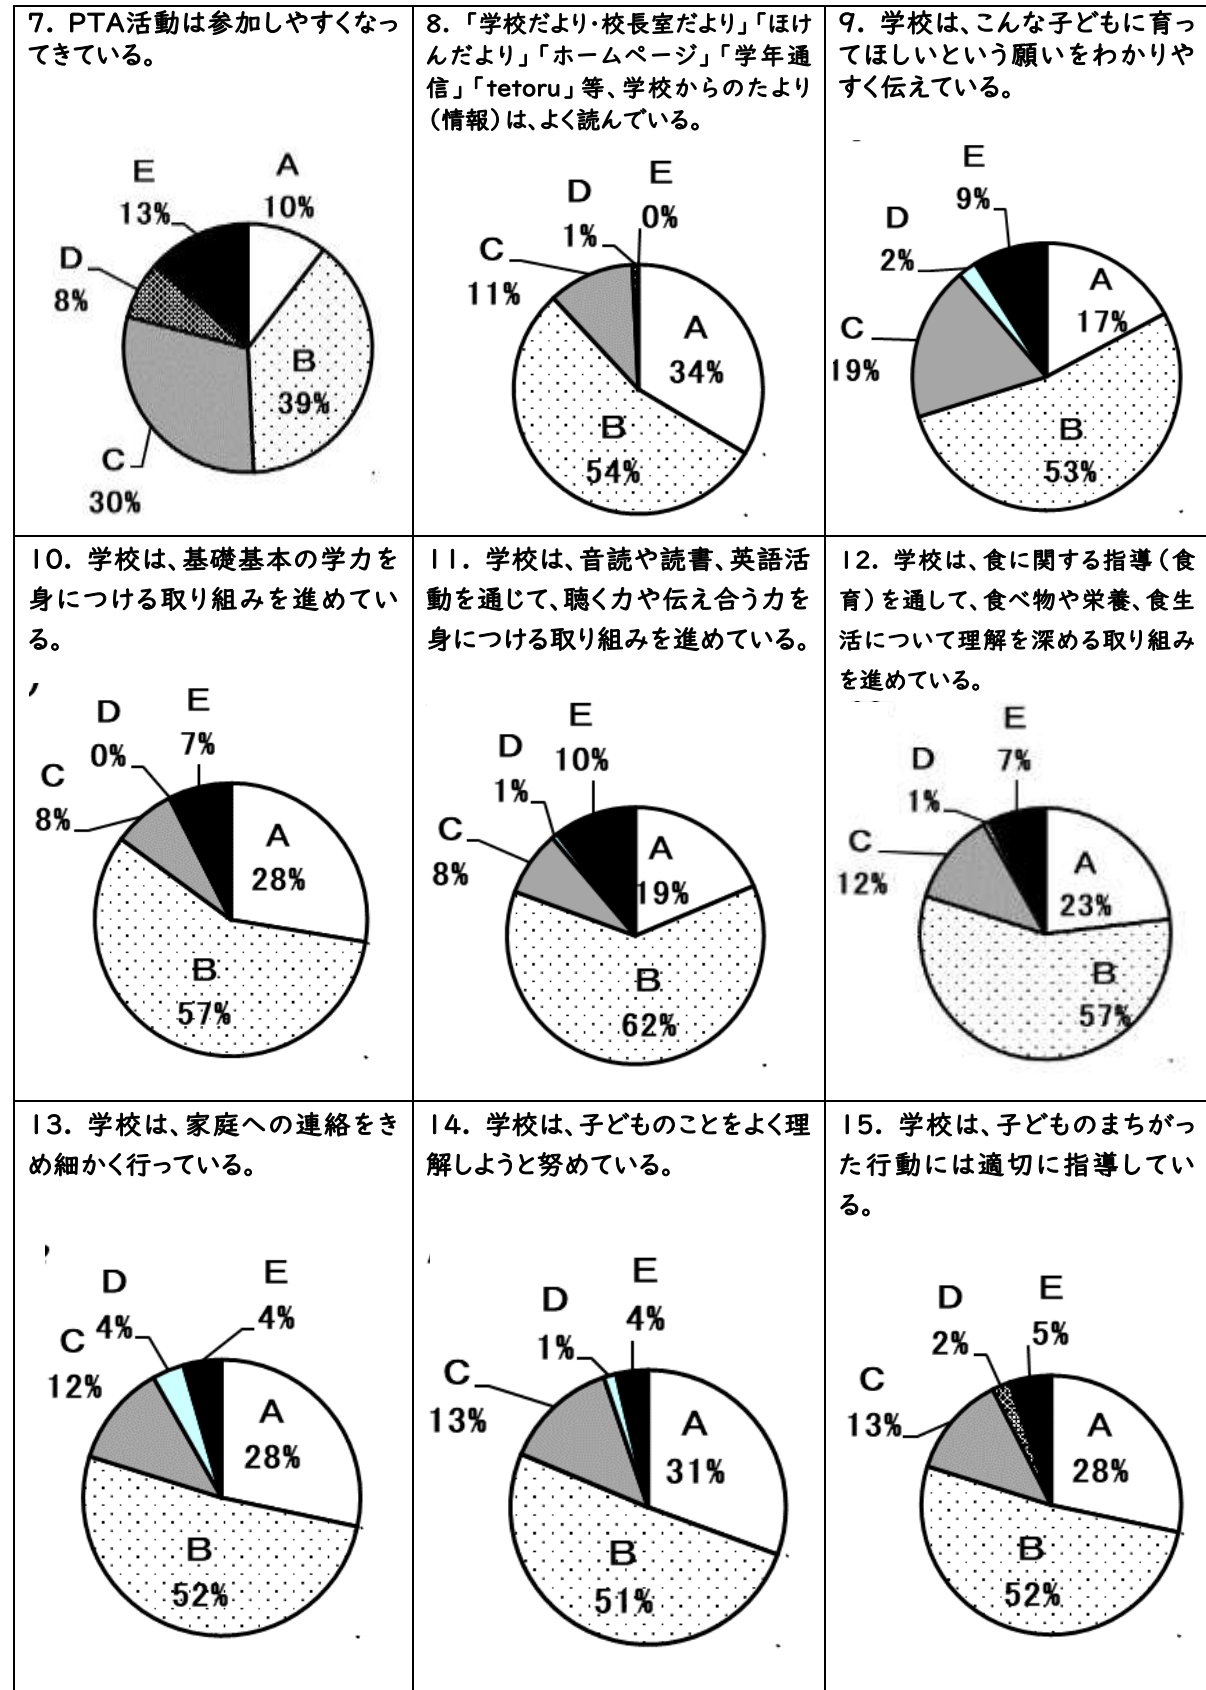 7. PTA活動は参加しやすくなっ
てきている。
E
13%
A
10%
D
8%
B
39%
C
30%
8.「学校だより・校長室だより」「ほけ
んだより」「ホームページ」「学年通
信」「tetoru」等、学校からのたより
（情報）は、よく読んでいる。
E
0%
D
1%
C
11%
A
34%
B
54%
9. 学校は、こんな子どもに育っ
てほしいという願いをわかりや
すく伝えている。
E
9%
D
2%
A
17%
C
19%
B
53%
10. 学校は、基礎基本の学力を
身につける取り組みを進めてい
る。
E
7%
D
0%
C
8%
A
28%
B
57%
11. 学校は、音読や読書、英語活
動を通じて、聴く力や伝え合う力を
身につける取り組みを進めている。
E
10%
D
1%
C
8%
A
19%
B
62%
12. 学校は、食に関する指導（食
育）を通して、食べ物や栄養、食生
活について理解を深める取り組み
を進めている。
E
7%
D
1%
C
12%
A
23%
B
57%
13. 学校は、家庭への連絡をき
め細かく行っている。
E
4%
D
4%
C
12%
A
28%
B
52%
14. 学校は、子どものことをよく理
解しようと努めている。
E
4%
D
1%
C
13%
A
31%
B
51%
15. 学校は、子どものまちがっ
た行動には適切に指導してい
る。
E
5%
D
2%
C
13%
A
28%
B
52%